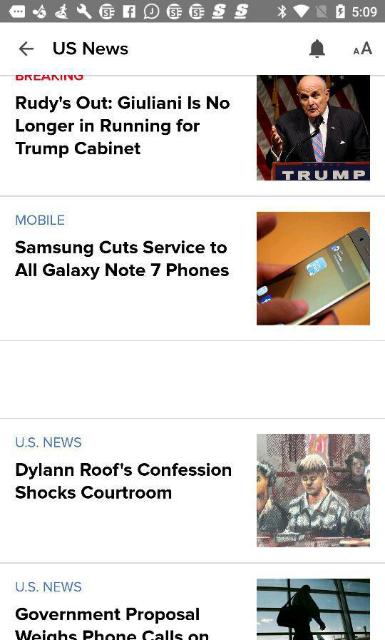 5:09
US News
AA
BREAKING
Rudy's Out: Giuliani Is No
Longer in Running for
Trump Cabinet
TRUMP
MOBILE
Samsung Cuts Service to
All Galaxy Note 7 Phones
U.S. NEWS
Dylann Roof's Confession
Shocks Courtroom
U.S. NEWS
Government Proposal
Weighs Phone Calls on